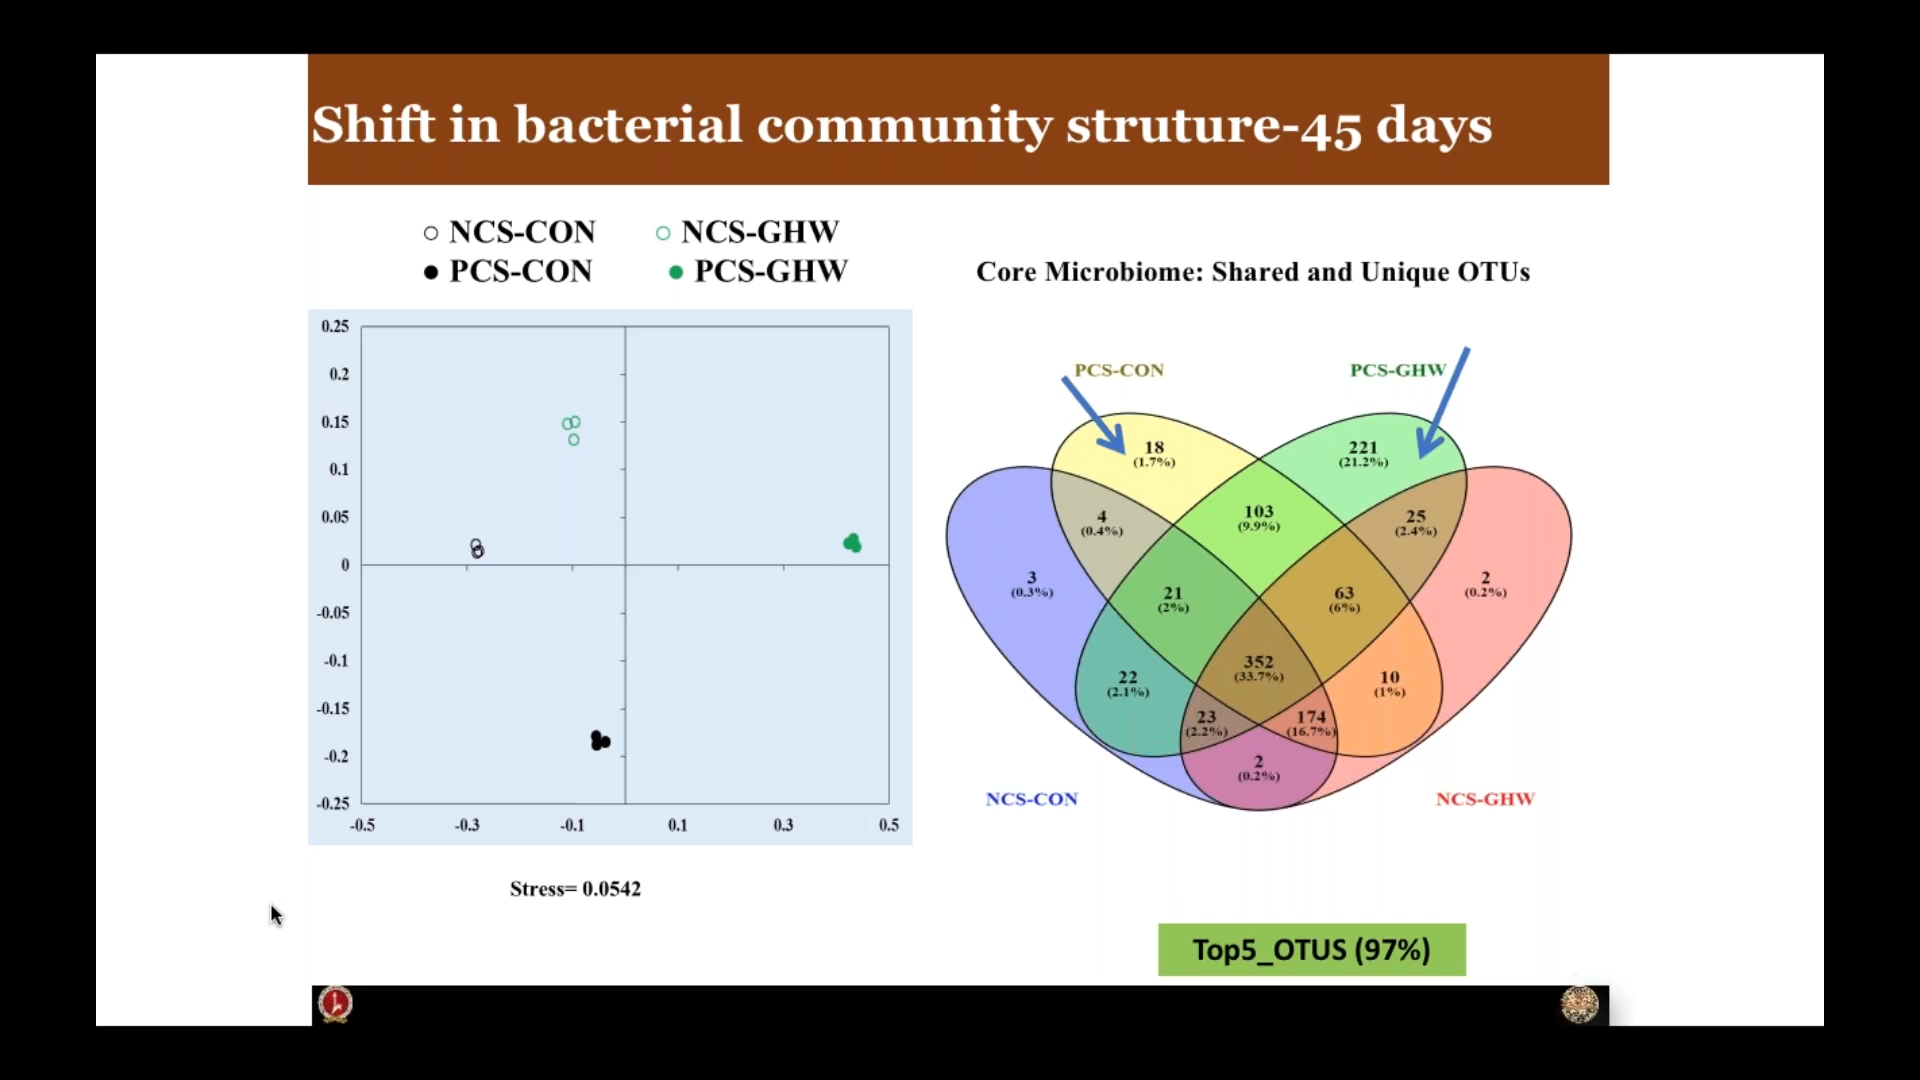 Shift in bacterial community struture-45 days
NCS-CON NCS-GHW
PCS-CON PCS-GHW
0.25
0.2
0.15
0.1
0.05
0
-0.05
-0.1
-0.15
-0.2
-0.25
-0.5 -0.3 -0.1 0.1 0.3 0.5
Stress= 0.0542
Core Microbiome: Shared and Unique OTUs
PCS-CON PCS-GHW
18 221
(1.7%) (21.2%)
4 103 25
(0.4%) (9.9%) (2.4%)
3 21 63 2
(0.3%) (2%) (6%) (0.2%)
22 352 10
(2.1%) (33.7%) (1%)
23 174
(2.2%) (16.7%)
2
(0.2%)
NCS-CON NCS-GHW
Top5_OTUS (97%)